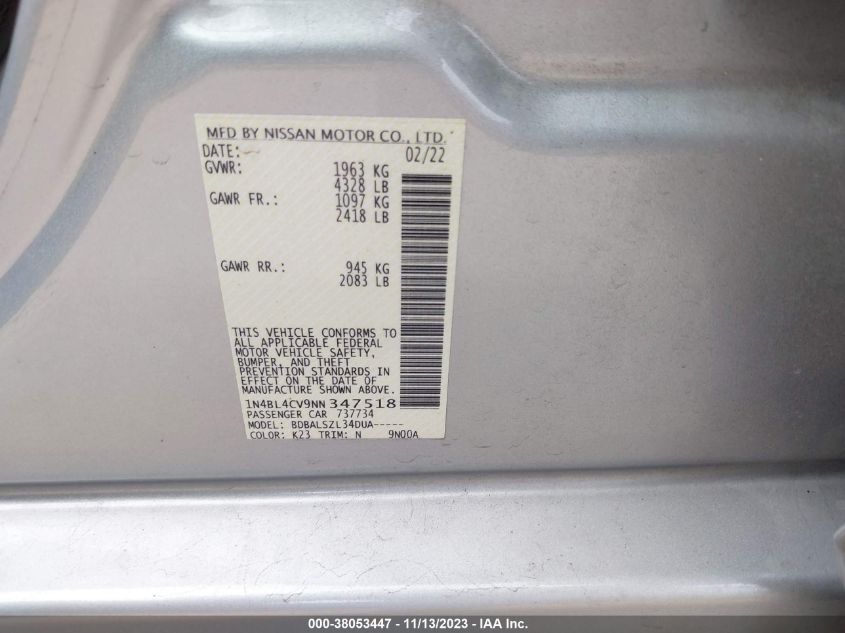 MFD BY NISSAN MOTOR CO., LTD.
DATE: 02/22
GVWR: 1963 KG
4328 LB
GAWR FR.: 1097 KG
2418 LB
GAWR RR.: 945 KG
2083 LB
THIS VEHICLE CONFORMS TO
ALL APPLICABLE FEDERAL
MOTOR VEHICLE SAFETY,
BUMPER, AND THEFT
PREVENTION STANDARDS IN
EFFECT ON THE DATE OF
MANUFACTURE SHOWN ABOVE.
1N4BL4CV9NN347518
PASSENGER CAR 737734
MODEL: BDBALSZL34DUA-----
COLOR: K23 TRIM: N 9N00A
000-38053447 - 11/13/2023 - IAA Inc.